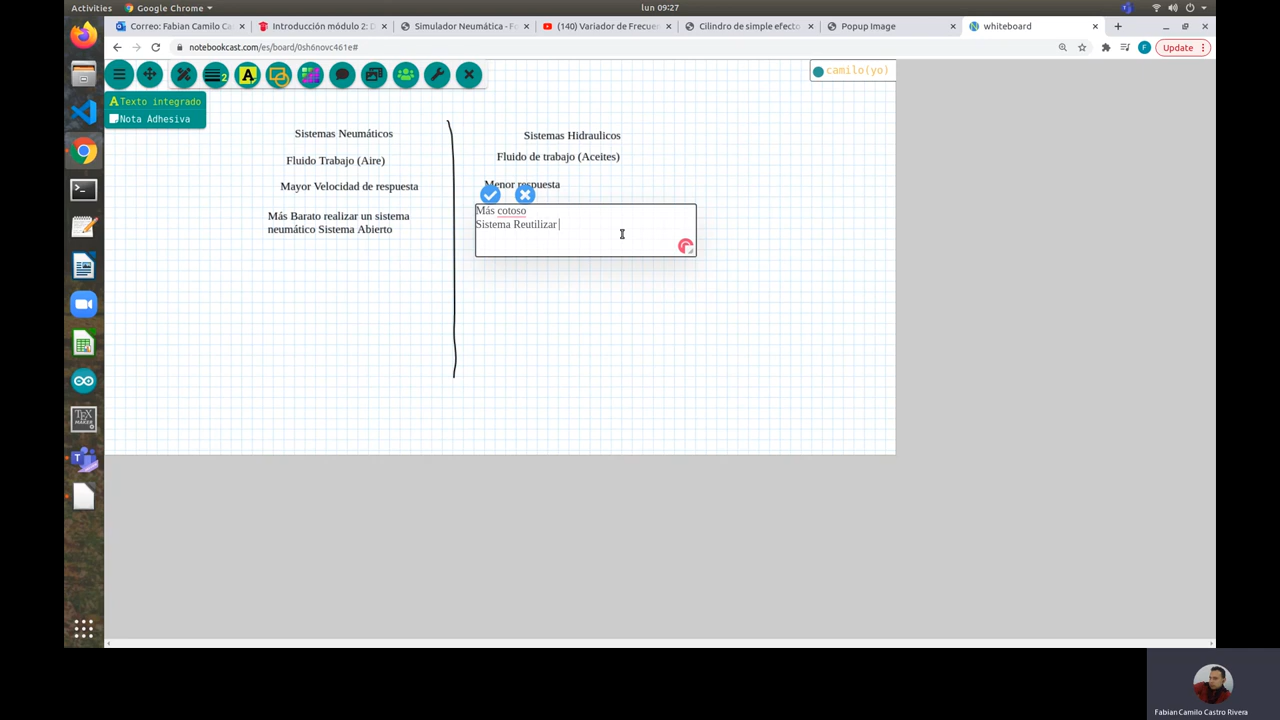 Activities
Google Chrome
lun 09:27
Correo: Fabian Camilo Ca
Introducción módulo 2: D
Simulador Neumática - Fo
(140) Variador de Frecuen
Cilindro de simple efecto
Popup Image
whiteboard
notebookcast.com/es/board/0sh6novc461e#
F
Update
2
A
camilo(yo)
A Texto integrado
Nota Adhesiva
Sistemas Neumáticos
Fluido Trabajo (Aire)
Mayor Velocidad de respuesta
Más Barato realizar un sistema
neumático Sistema Abierto
Sistemas Hidraulicos
Fluido de trabajo (Aceites)
Menor respuesta
Más cotoso
Sistema Reutilizar
Fabian Camilo Castro Rivera